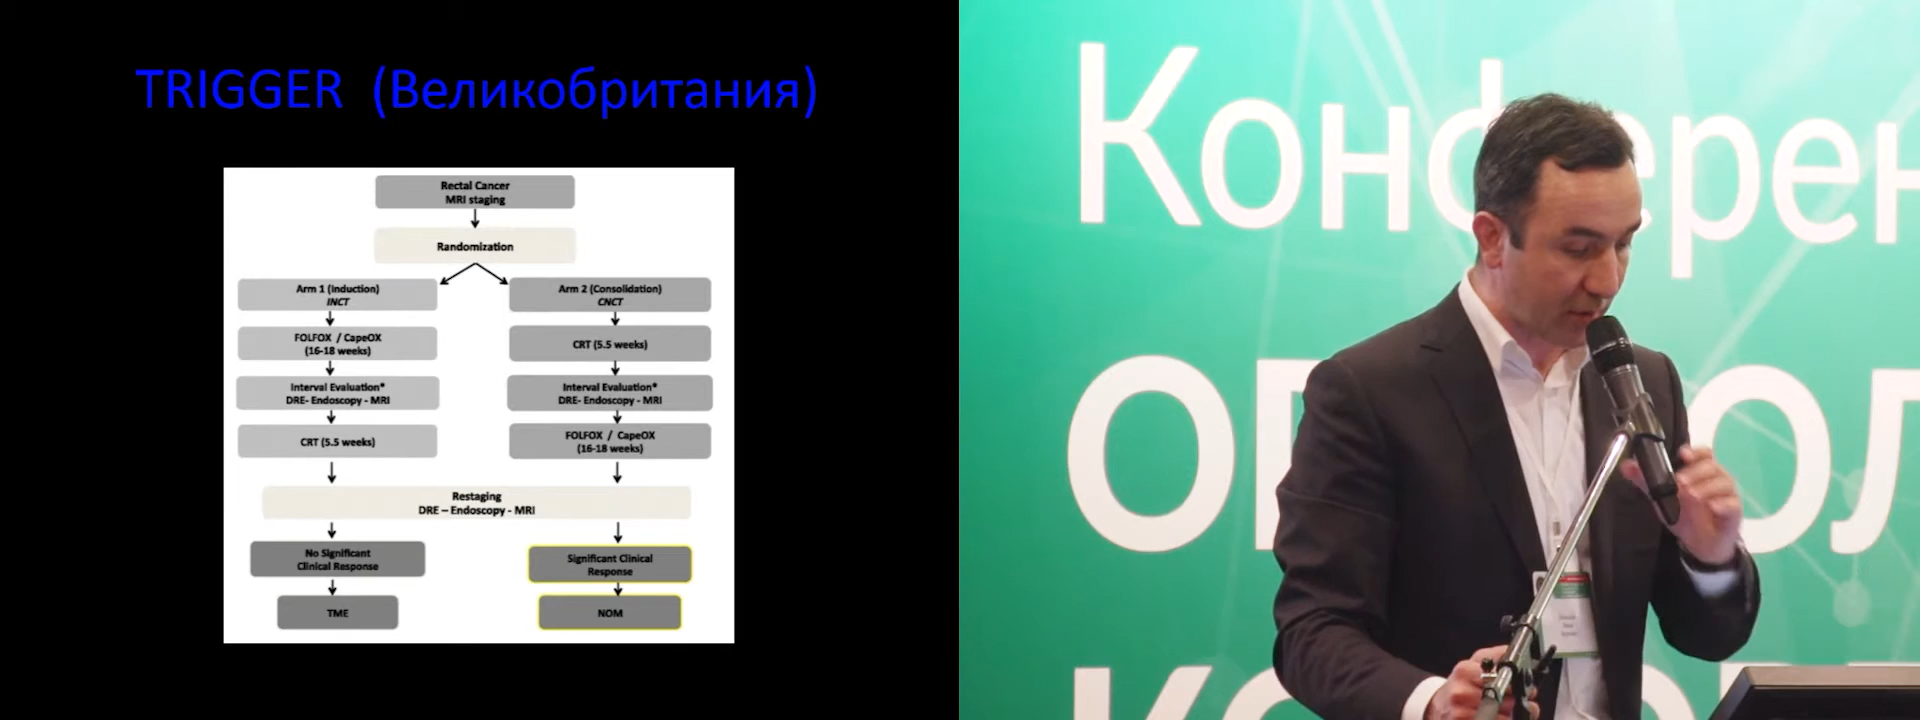 TRIGGER (Великобритания)
Rectal Cancer
MRI staging
Randomization
Arm 1 (Induction)
INCT
Arm 2 (Consolidation)
CNCT
FOLFOX / CapeOX
(16-18 weeks)
CRT (5.5 weeks)
Interval Evaluation*
DRE- Endoscopy - MRI
Interval Evaluation*
DRE- Endoscopy - MRI
CRT (5.5 weeks)
FOLFOX / CapeOX
(16-18 weeks)
Restaging
DRE – Endoscopy - MRI
No Significant
Clinical Response
Significant Clinical
Response
TME
NOM